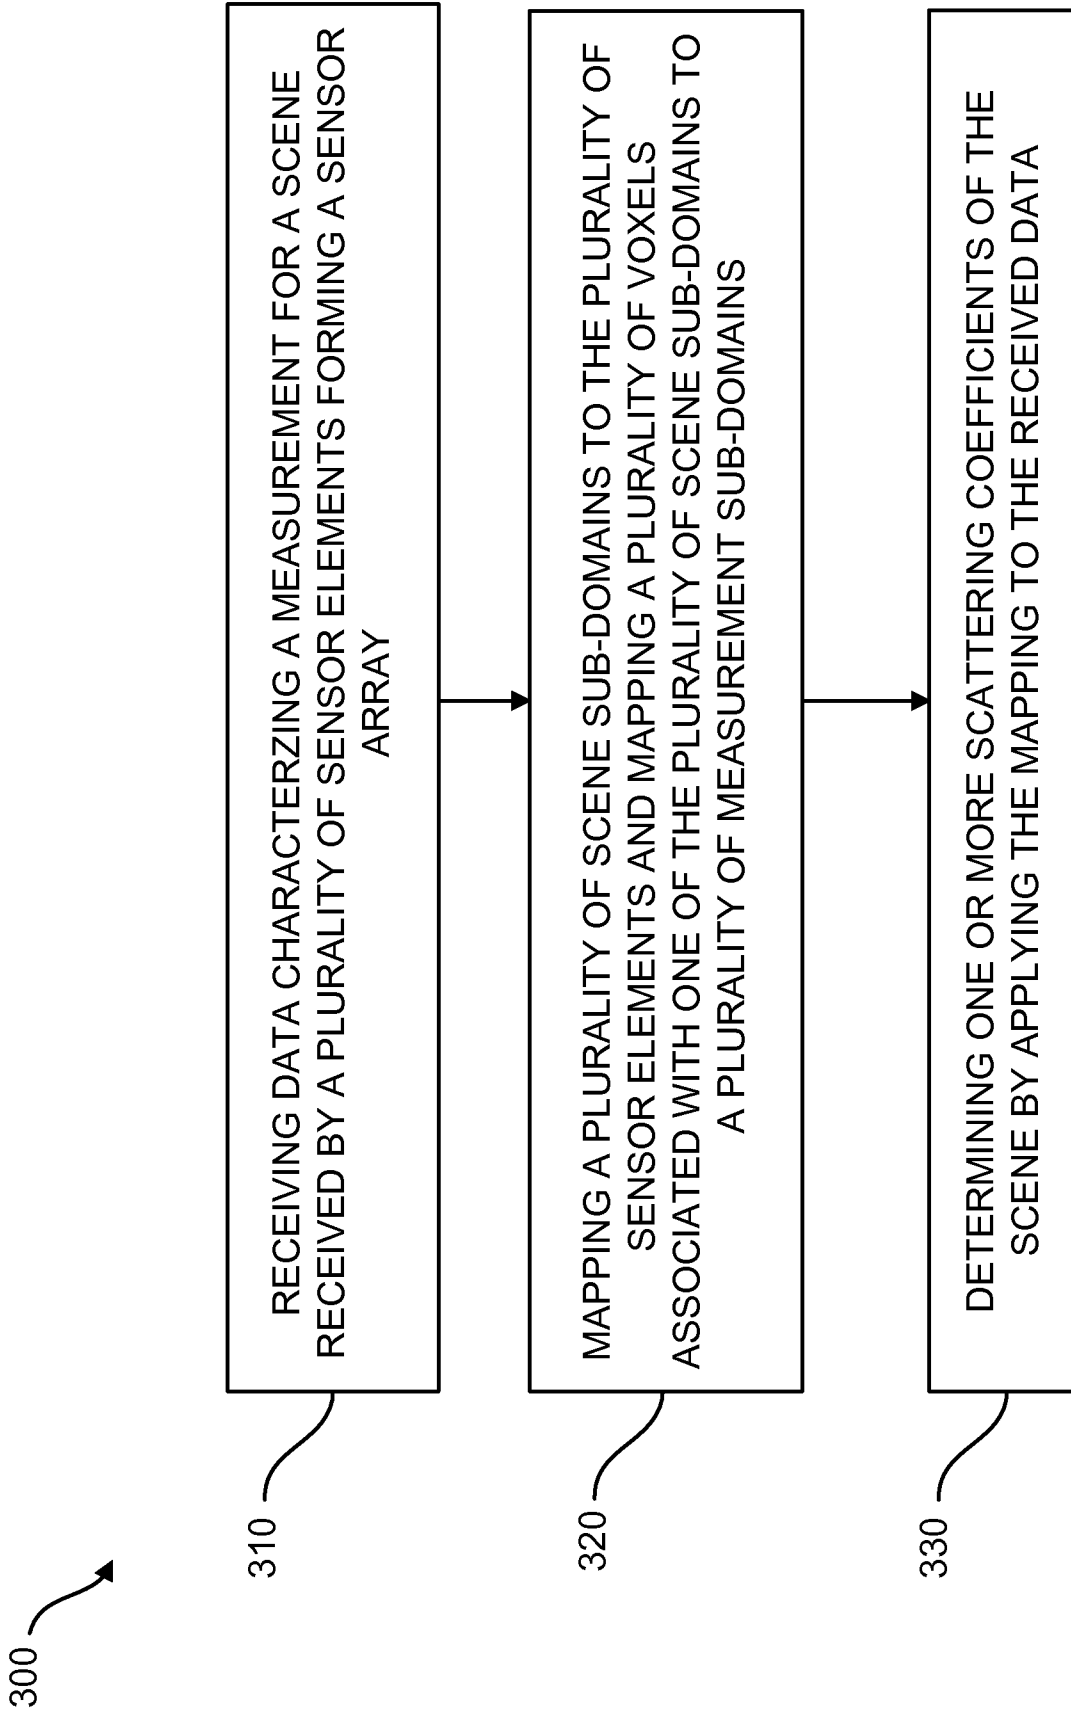 300
310
RECEIVING DATA CHARACTERZING A MEASUREMENT FOR A SCENE
RECEIVED BY A PLURALITY OF SENSOR ELEMENTS FORMING A SENSOR
ARRAY
320
MAPPING A PLURALITY OF SCENE SUB-DOMAINS TO THE PLURALITY OF
SENSOR ELEMENTS AND MAPPING A PLURALITY OF VOXELS
ASSOCIATED WITH ONE OF THE PLURALITY OF SCENE SUB-DOMAINS TO
A PLURALITY OF MEASUREMENT SUB-DOMAINS
330
DETERMINING ONE OR MORE SCATTERING COEFFICIENTS OF THE
SCENE BY APPLYING THE MAPPING TO THE RECEIVED DATA